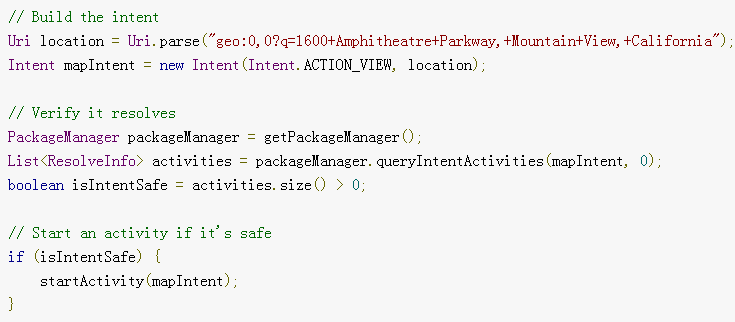 // Build the intent
Uri location = Uri.parse("geo:0,0?q=1600+Amphitheatre+Parkway,+Mountain+View,+California");
Intent mapIntent = new Intent(Intent.ACTION_VIEW, location);
// Verify it resolves
PackageManager packageManager = getPackageManager();
List<ResolveInfo> activities = packageManager.queryIntentActivities(mapIntent, 0);
boolean isIntentSafe = activities.size() > 0;
// Start an activity if it's safe
if (isIntentSafe) {
    startActivity(mapIntent);
}